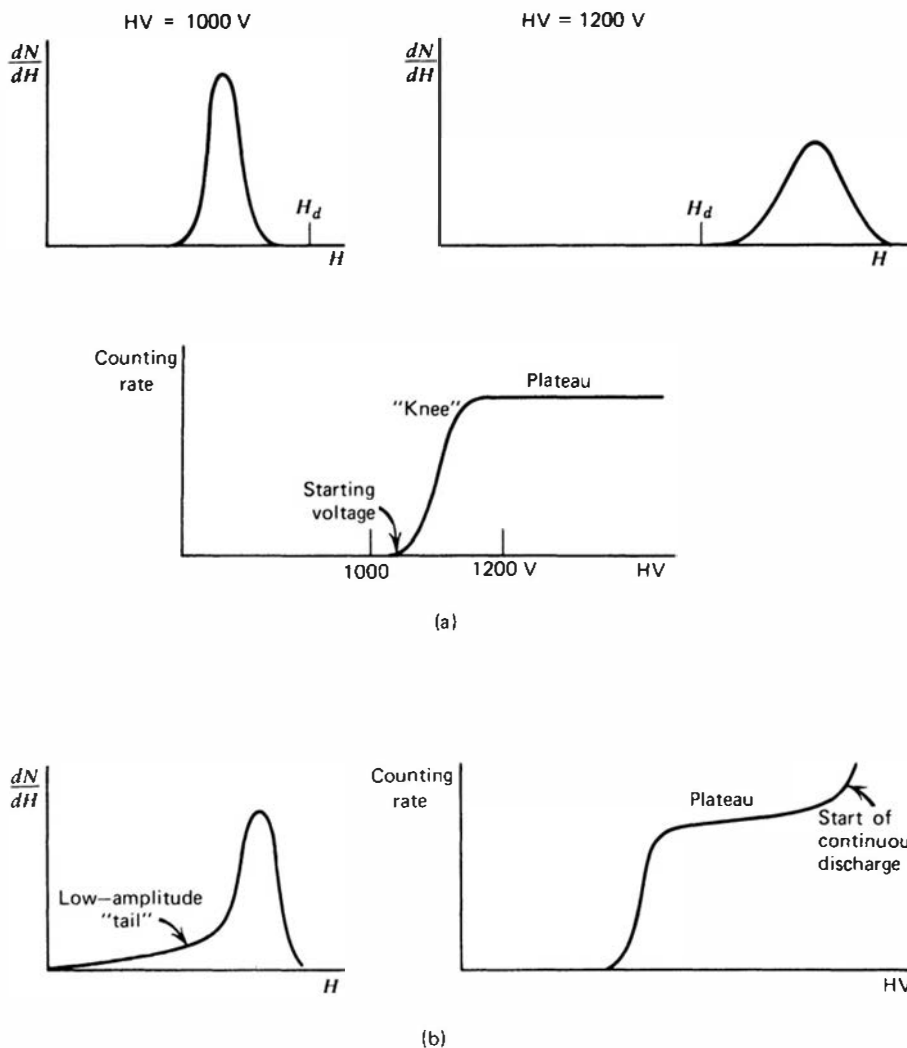 HV = 1000 V
HV = 1200 V
dN
dH
H_d
H
dN
dH
H_d
H
Counting
rate
"Knee"
Plateau
Starting
voltage
1000
1200 V
HV
(a)
dN
dH
Low–amplitude
"tail"
H
Counting
rate
Plateau
Start of
continuou
discharge
HV
(b)